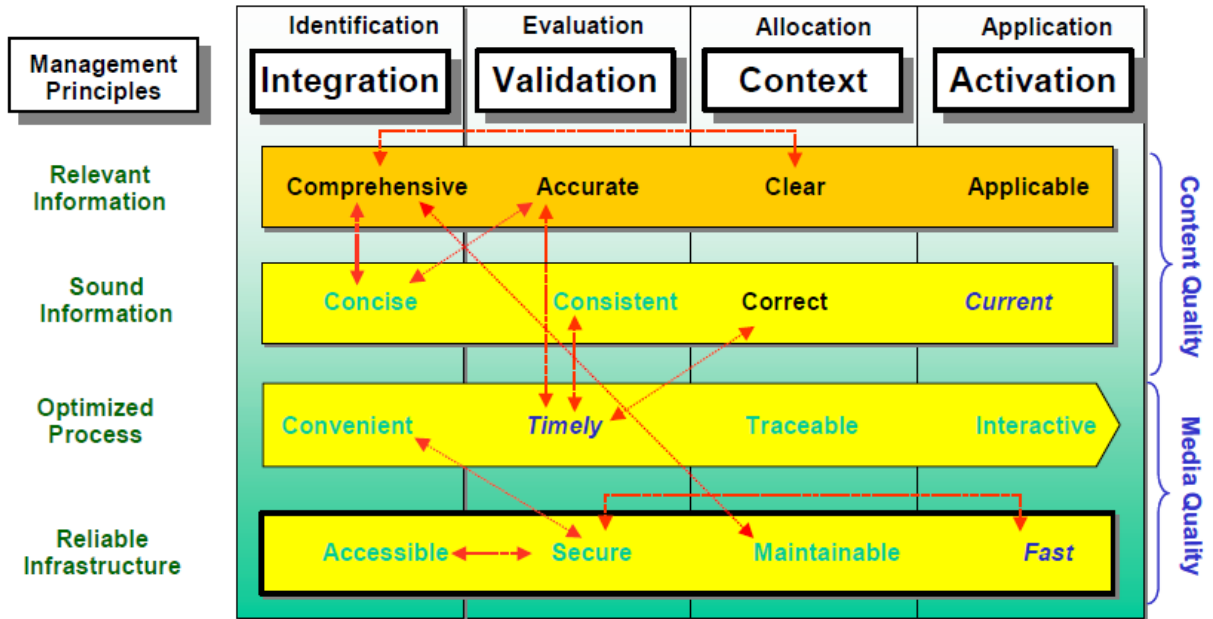 Identification Evaluation Allocation Application
Management
Principles
Integration Validation Context Activation
Relevant
Information
Comprehensive Accurate Clear Applicable
Sound
Information
Concise Consistent Correct Current
Content Quality
Optimized
Process
Convenient Timely Traceable Interactive
Reliable
Infrastructure
Accessible Secure Maintainable Fast
Media Quality